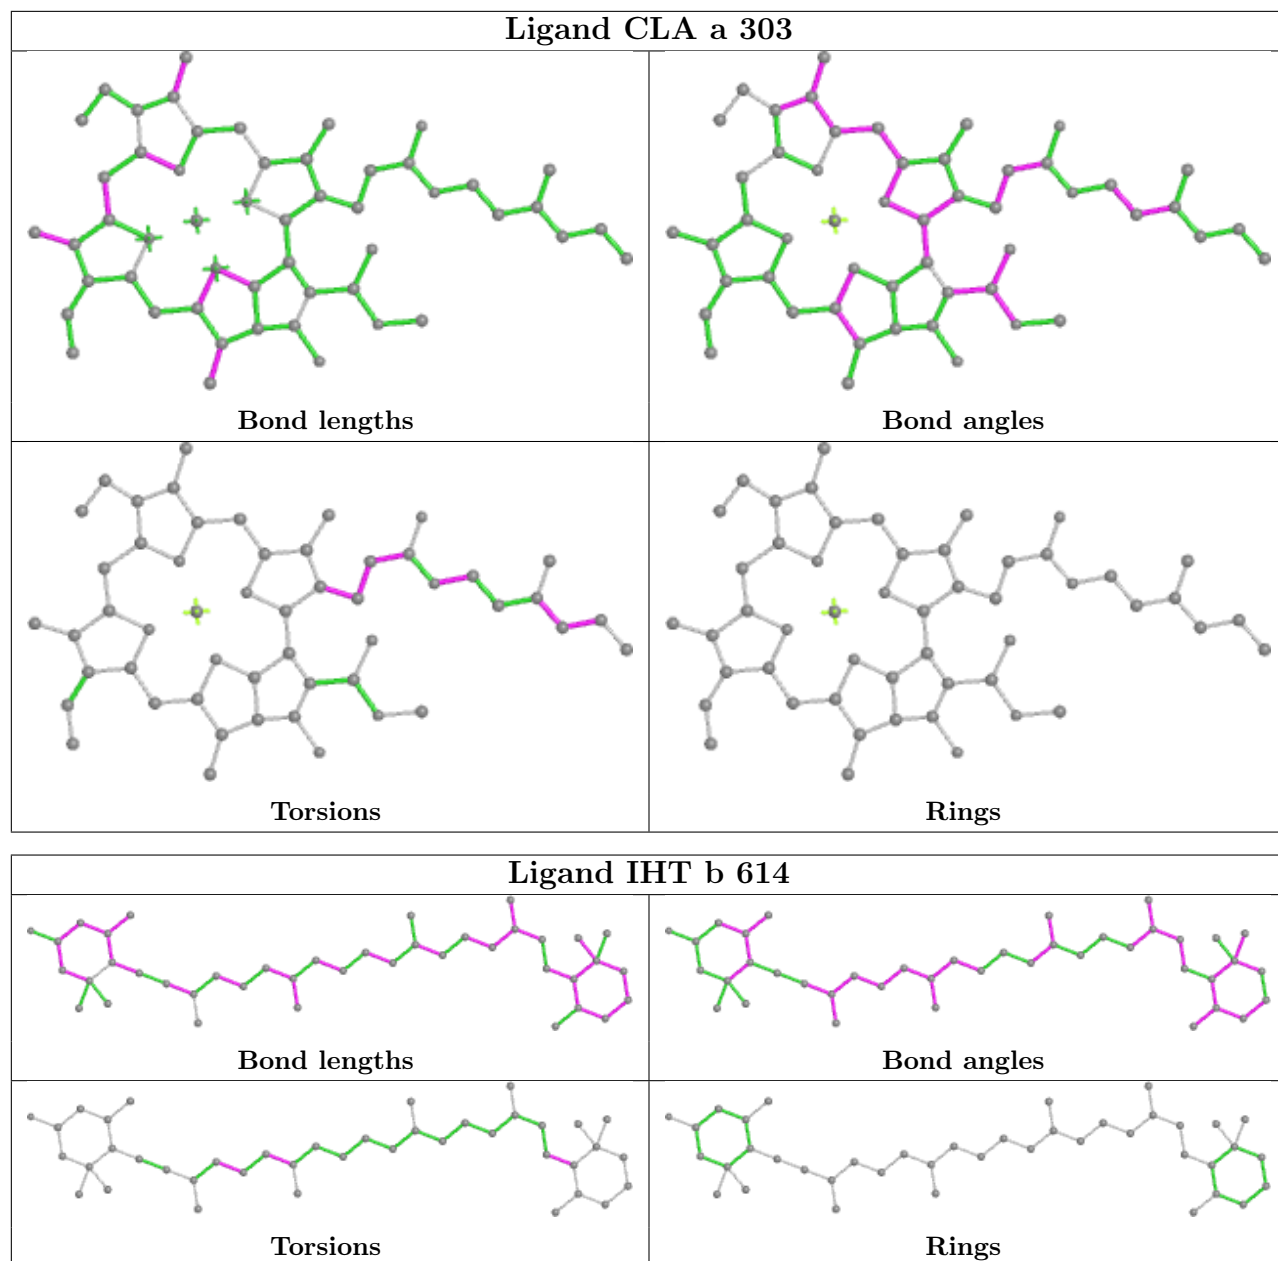 Ligand CLA a 303
Bond lengths
Bond angles
Torsions
Rings
Ligand IHT b 614
Bond lengths
Bond angles
Torsions
Rings